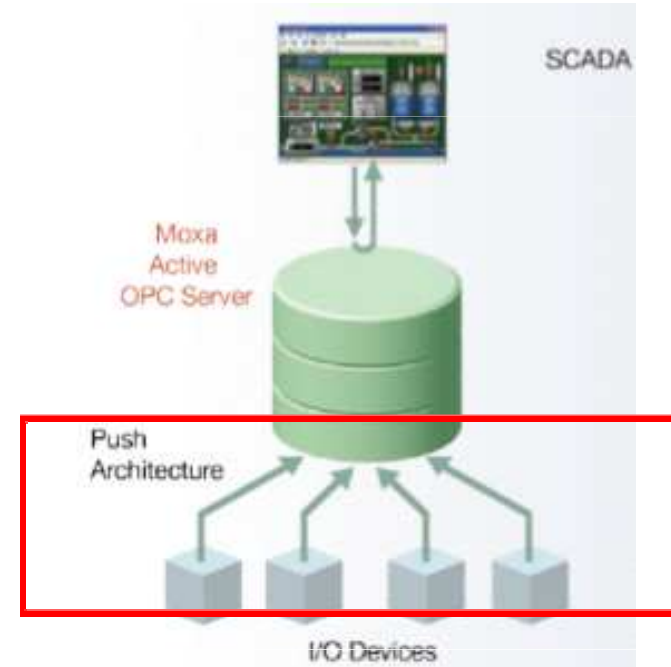 SCADA
Moxa
Active
OPC Server
Push
Architecture
I/O Devices